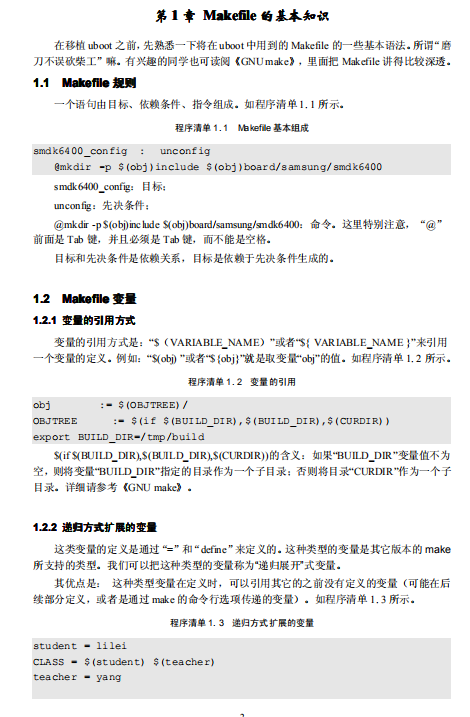 第 1 章 Makefile 的基本知识
在移植 uboot 之前,先熟悉一下将在 uboot 中用到的 Makefile 的一些基本语法。所谓“磨
刀不误砍柴工”嘛。有兴趣的同学也可读阅《GNU make》，里面把 Makefile 讲得比较深透。
1.1 Makefile 规则
一个语句由目标、依赖条件、指令组成。如程序清单 1.1 所示。
程序清单 1.1 Makefile 基本组成
smdk6400_config : unconfig
@mkdir -p $(obj)include $(obj)board/samsung/smdk6400
smdk6400_config：目标；
unconfig：先决条件；
@mkdir -p $(obj)include $(obj)board/samsung/smdk6400：命令。这里特别注意，“@”
前面是 Tab 键，并且必须是 Tab 键，而不能是空格。
目标和先决条件是依赖关系，目标是依赖于先决条件生成的。
1.2 Makefile 变量
1.2.1 变量的引用方式
变量的引用方式是：“$（VARIABLE_NAME）”或者“${ VARIABLE_NAME }”来引用
一个变量的定义。例如：“$(obj) ”或者“${obj}”就是取变量“obj”的值。如程序清单 1.2 所示。
程序清单 1.2 变量的引用
obj := $(OBJTREE)/
OBJTREE := $(if $(BUILD_DIR),$(BUILD_DIR),$(CURDIR))
export BUILD_DIR=/tmp/build
$(if $(BUILD_DIR),$(BUILD_DIR),$(CURDIR))的含义：如果“BUILD_DIR”变量值不为
空，则将变量“BUILD_DIR”指定的目录作为一个子目录；否则将目录“CURDIR”作为一个子
目录。详细请参考《GNU make》。
1.2.2 递归方式扩展的变量
这类变量的定义是通过“=”和“define”来定义的。这种类型的变量是其它版本的 make
所支持的类型。我们可以把这种类型的变量称为“递归展开”式变量。
其优点是： 这种类型变量在定义时，可以引用其它的之前没有定义的变量（可能在后
续部分定义，或者是通过 make 的命令行选项传递的变量）。如程序清单 1.3 所示。
程序清单 1.3 递归方式扩展的变量
student = lilei
CLASS = $(student) $(teacher)
teacher = yang